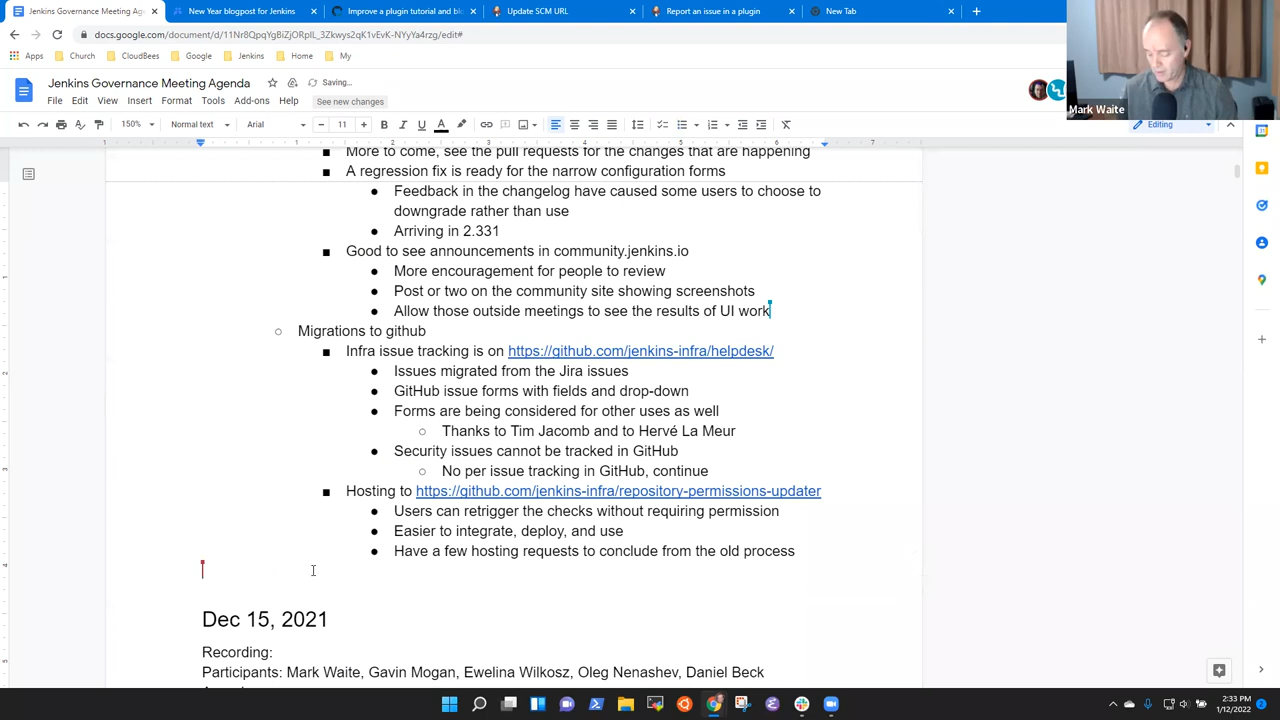 Jenkins Governance Meeting Agenda
New Year blogpost for Jenkins
Improve a plugin tutorial and blo
Update SCM URL
Report an issue in a plugin
New Tab
docs.google.com/document/d/11Nr8QpqYgBiZjORpIL_3Zkwys2qK1vEvK-NYyYa4rzg/edit#
Apps
Church
CloudBees
Google
Jenkins
Home
My
Jenkins Governance Meeting Agenda
Saving...
File
Edit
View
Insert
Format
Tools
Add-ons
Help
See new changes
Mark Waite
150%
Normal text
Arial
11
Editing
More to come, see the pull requests for the changes that are happening
A regression fix is ready for the narrow configuration forms
Feedback in the changelog have caused some users to choose to
downgrade rather than use
Arriving in 2.331
Good to see announcements in community.jenkins.io
More encouragement for people to review
Post or two on the community site showing screenshots
Allow those outside meetings to see the results of UI work
Migrations to github
Infra issue tracking is on https://github.com/jenkins-infra/helpdesk/
Issues migrated from the Jira issues
GitHub issue forms with fields and drop-down
Forms are being considered for other uses as well
Thanks to Tim Jacomb and to Hervé La Meur
Security issues cannot be tracked in GitHub
No per issue tracking in GitHub, continue
Hosting to https://github.com/jenkins-infra/repository-permissions-updater
Users can retrigger the checks without requiring permission
Easier to integrate, deploy, and use
Have a few hosting requests to conclude from the old process
Dec 15, 2021
Recording:
Participants: Mark Waite, Gavin Mogan, Ewelina Wilkosz, Oleg Nenashev, Daniel Beck
2:33 PM
1/12/2022